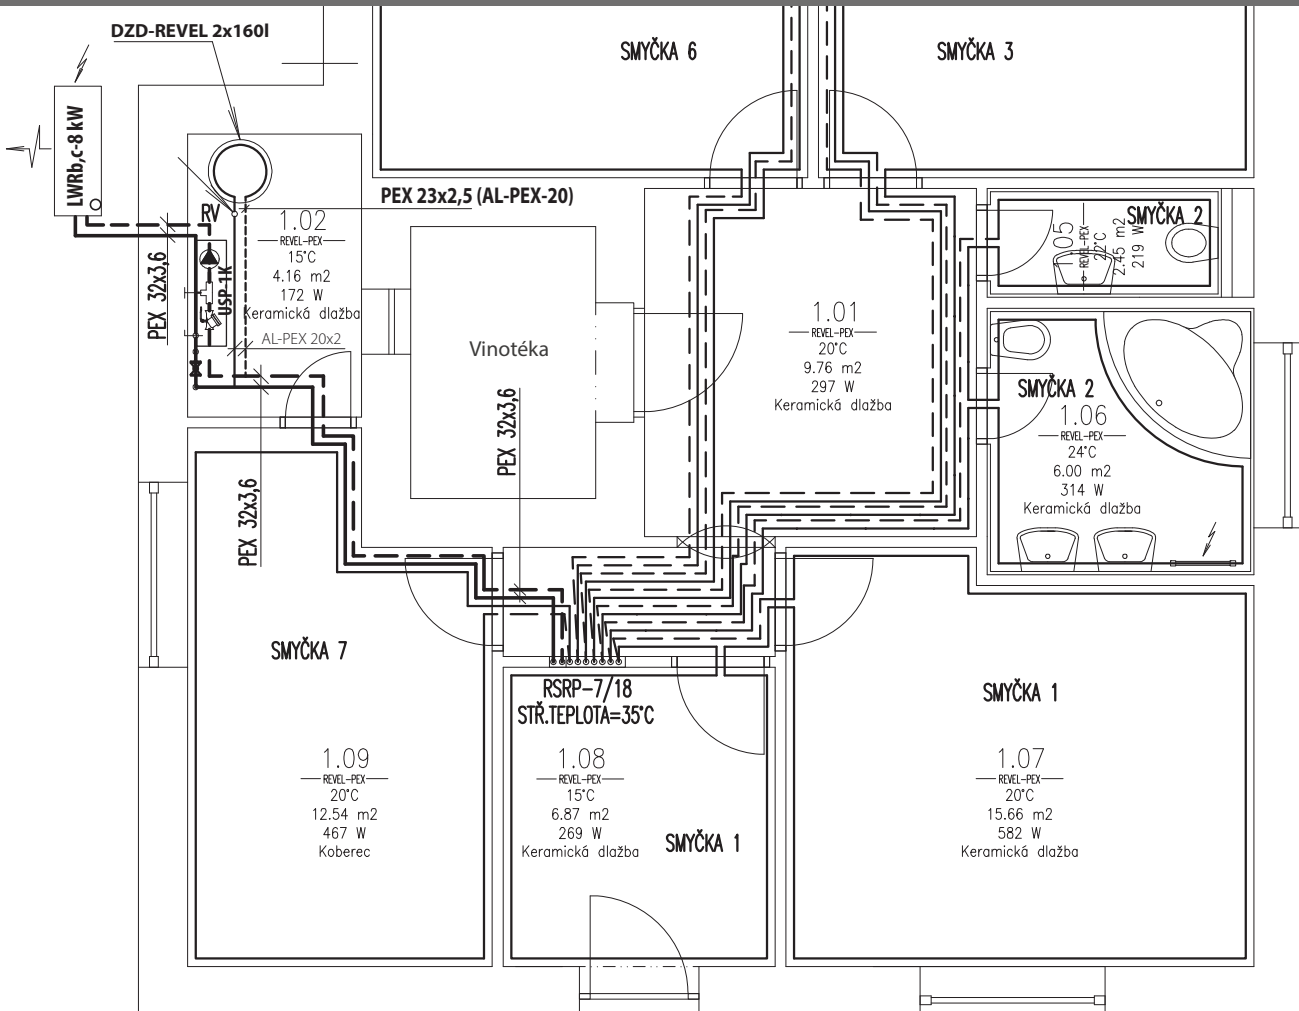 DZD-REVEL 2x160l
SMYČKA 6
SMYČKA 3
LWRb,c-8 kW
PEX 23x2,5 (AL-PEX-20)
RV
1.02
REVEL-PEX
15°C
4.16 m2
172 W
Keramická dlažba
USP-1K
PEX 32x3,6
AL-PEX 20x2
SMYČKA 2
1.05
REVEL-PEX
22°C
2.45 m2
219 W
Vinotéka
1.01
REVEL-PEX
20°C
9.76 m2
297 W
Keramická dlažba
SMYČKA 2
1.06
REVEL-PEX
24°C
6.00 m2
314 W
Keramická dlažba
PEX 32x3,6
PEX 32x3,6
SMYČKA 7
RSRP-7/18
STŘ.TEPLOTA=35°C
SMYČKA 1
1.09
REVEL-PEX
20°C
12.54 m2
467 W
Koberec
1.08
REVEL-PEX
15°C
6.87 m2
269 W
Keramická dlažba
SMYČKA 1
1.07
REVEL-PEX
20°C
15.66 m2
582 W
Keramická dlažba